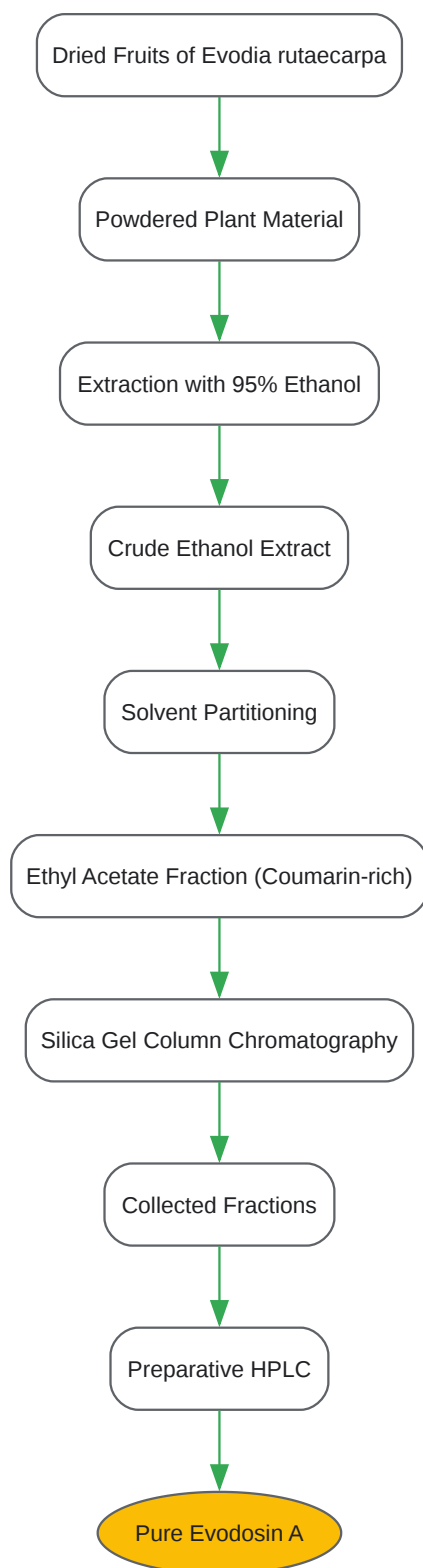 Dried Fruits of Evodia rutaecarpa
Powdered Plant Material
Extraction with 95% Ethanol
Crude Ethanol Extract
Solvent Partitioning
Ethyl Acetate Fraction (Coumarin-rich)
Silica Gel Column Chromatography
Collected Fractions
Preparative HPLC
Pure Evodosin A